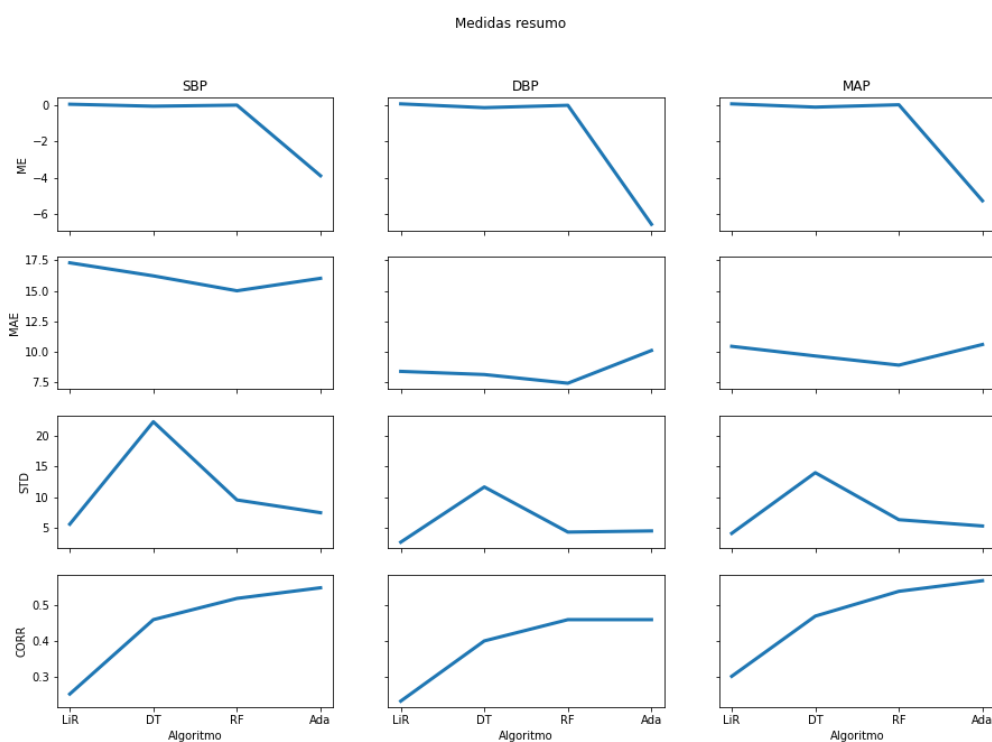 Medidas resumo
SBP DBP MAP
0
−2
−4
−6
ME
17.5
15.0
12.5
10.0
7.5
MAE
20
15
10
5
STD
0.5
0.4
0.3
CORR
LiR DT RF Ada LiR DT RF Ada LiR DT RF Ada
Algoritmo Algoritmo Algoritmo